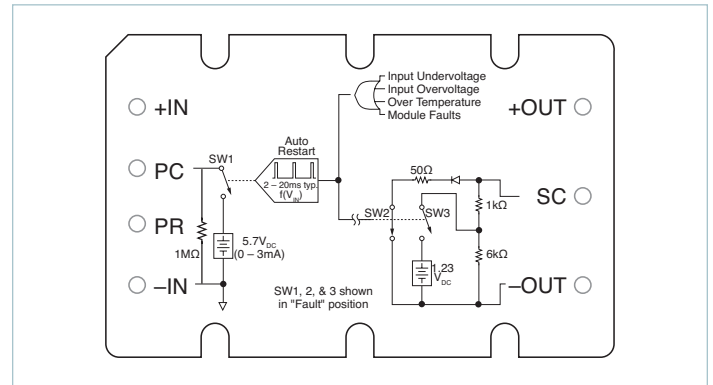 Input Undervoltage
Input Overvoltage
Over Temperature
Module Faults
+IN
+OUT
Auto
Restart
SW1
PC
2 – 20ms typ.
f(VIN)
50Ω
SC
SW2
SW3
1kΩ
PR
1MΩ
5.7VDC
(0 – 3mA)
6kΩ
1.23
VDC
–IN
–OUT
SW1, 2, & 3 shown
in "Fault" position